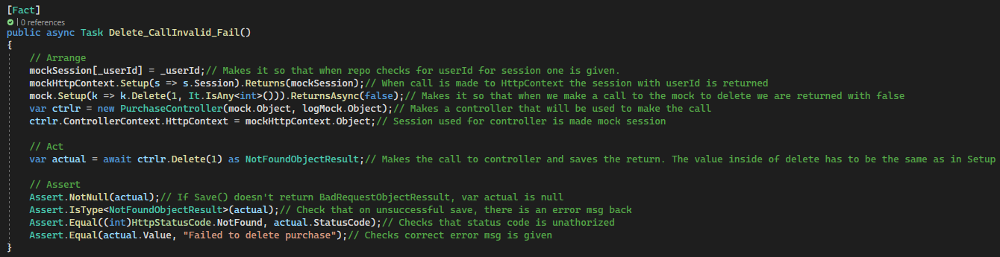 [Fact]
| 0 references
public async Task Delete_CallInvalid_Fail()
{
// Arrange
mockSession[_userId] = _userId;// Makes it so that when repo checks for userId for session one is given.
mockHttpContext.Setup(s => s.Session).Returns(mockSession);// When call is made to HttpContext the session with userId is returned
mock.Setup(k => k.Delete(1, It.IsAny<int>())).ReturnsAsync(false);// Makes it so that when we make a call to the mock to delete we are returned with false
var ctrlr = new PurchaseController(mock.Object, logMock.Object);// Makes a controller that will be used to make the call
ctrlr.ControllerContext.HttpContext = mockHttpContext.Object;// Session used for controller is made mock session
// Act
var actual = await ctrlr.Delete(1) as NotFoundObjectResult;// Makes the call to controller and saves the return. The value inside of delete has to be the same as in Setup
// Assert
Assert.NotNull(actual);// If Save() doesn't return BadRequestObjectRessult, var actual is null
Assert.IsType<NotFoundObjectResult>(actual);// Check that on unsuccessful save, there is an error msg back
Assert.Equal((int)HttpStatusCode.NotFound, actual.StatusCode);// Checks that status code is unathorized
Assert.Equal(actual.Value, "Failed to delete purchase");// Checks correct error msg is given
}